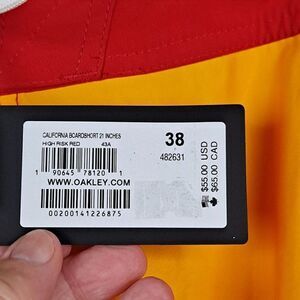 CALIFORNIA BOARDSHORT 21 INCHES
HIGH RISK RED 43A
1 90645 78120 1
WWW.OAKLEY.COM
00200141226875
38
482631
$55.00 USD
$65.00 CAD